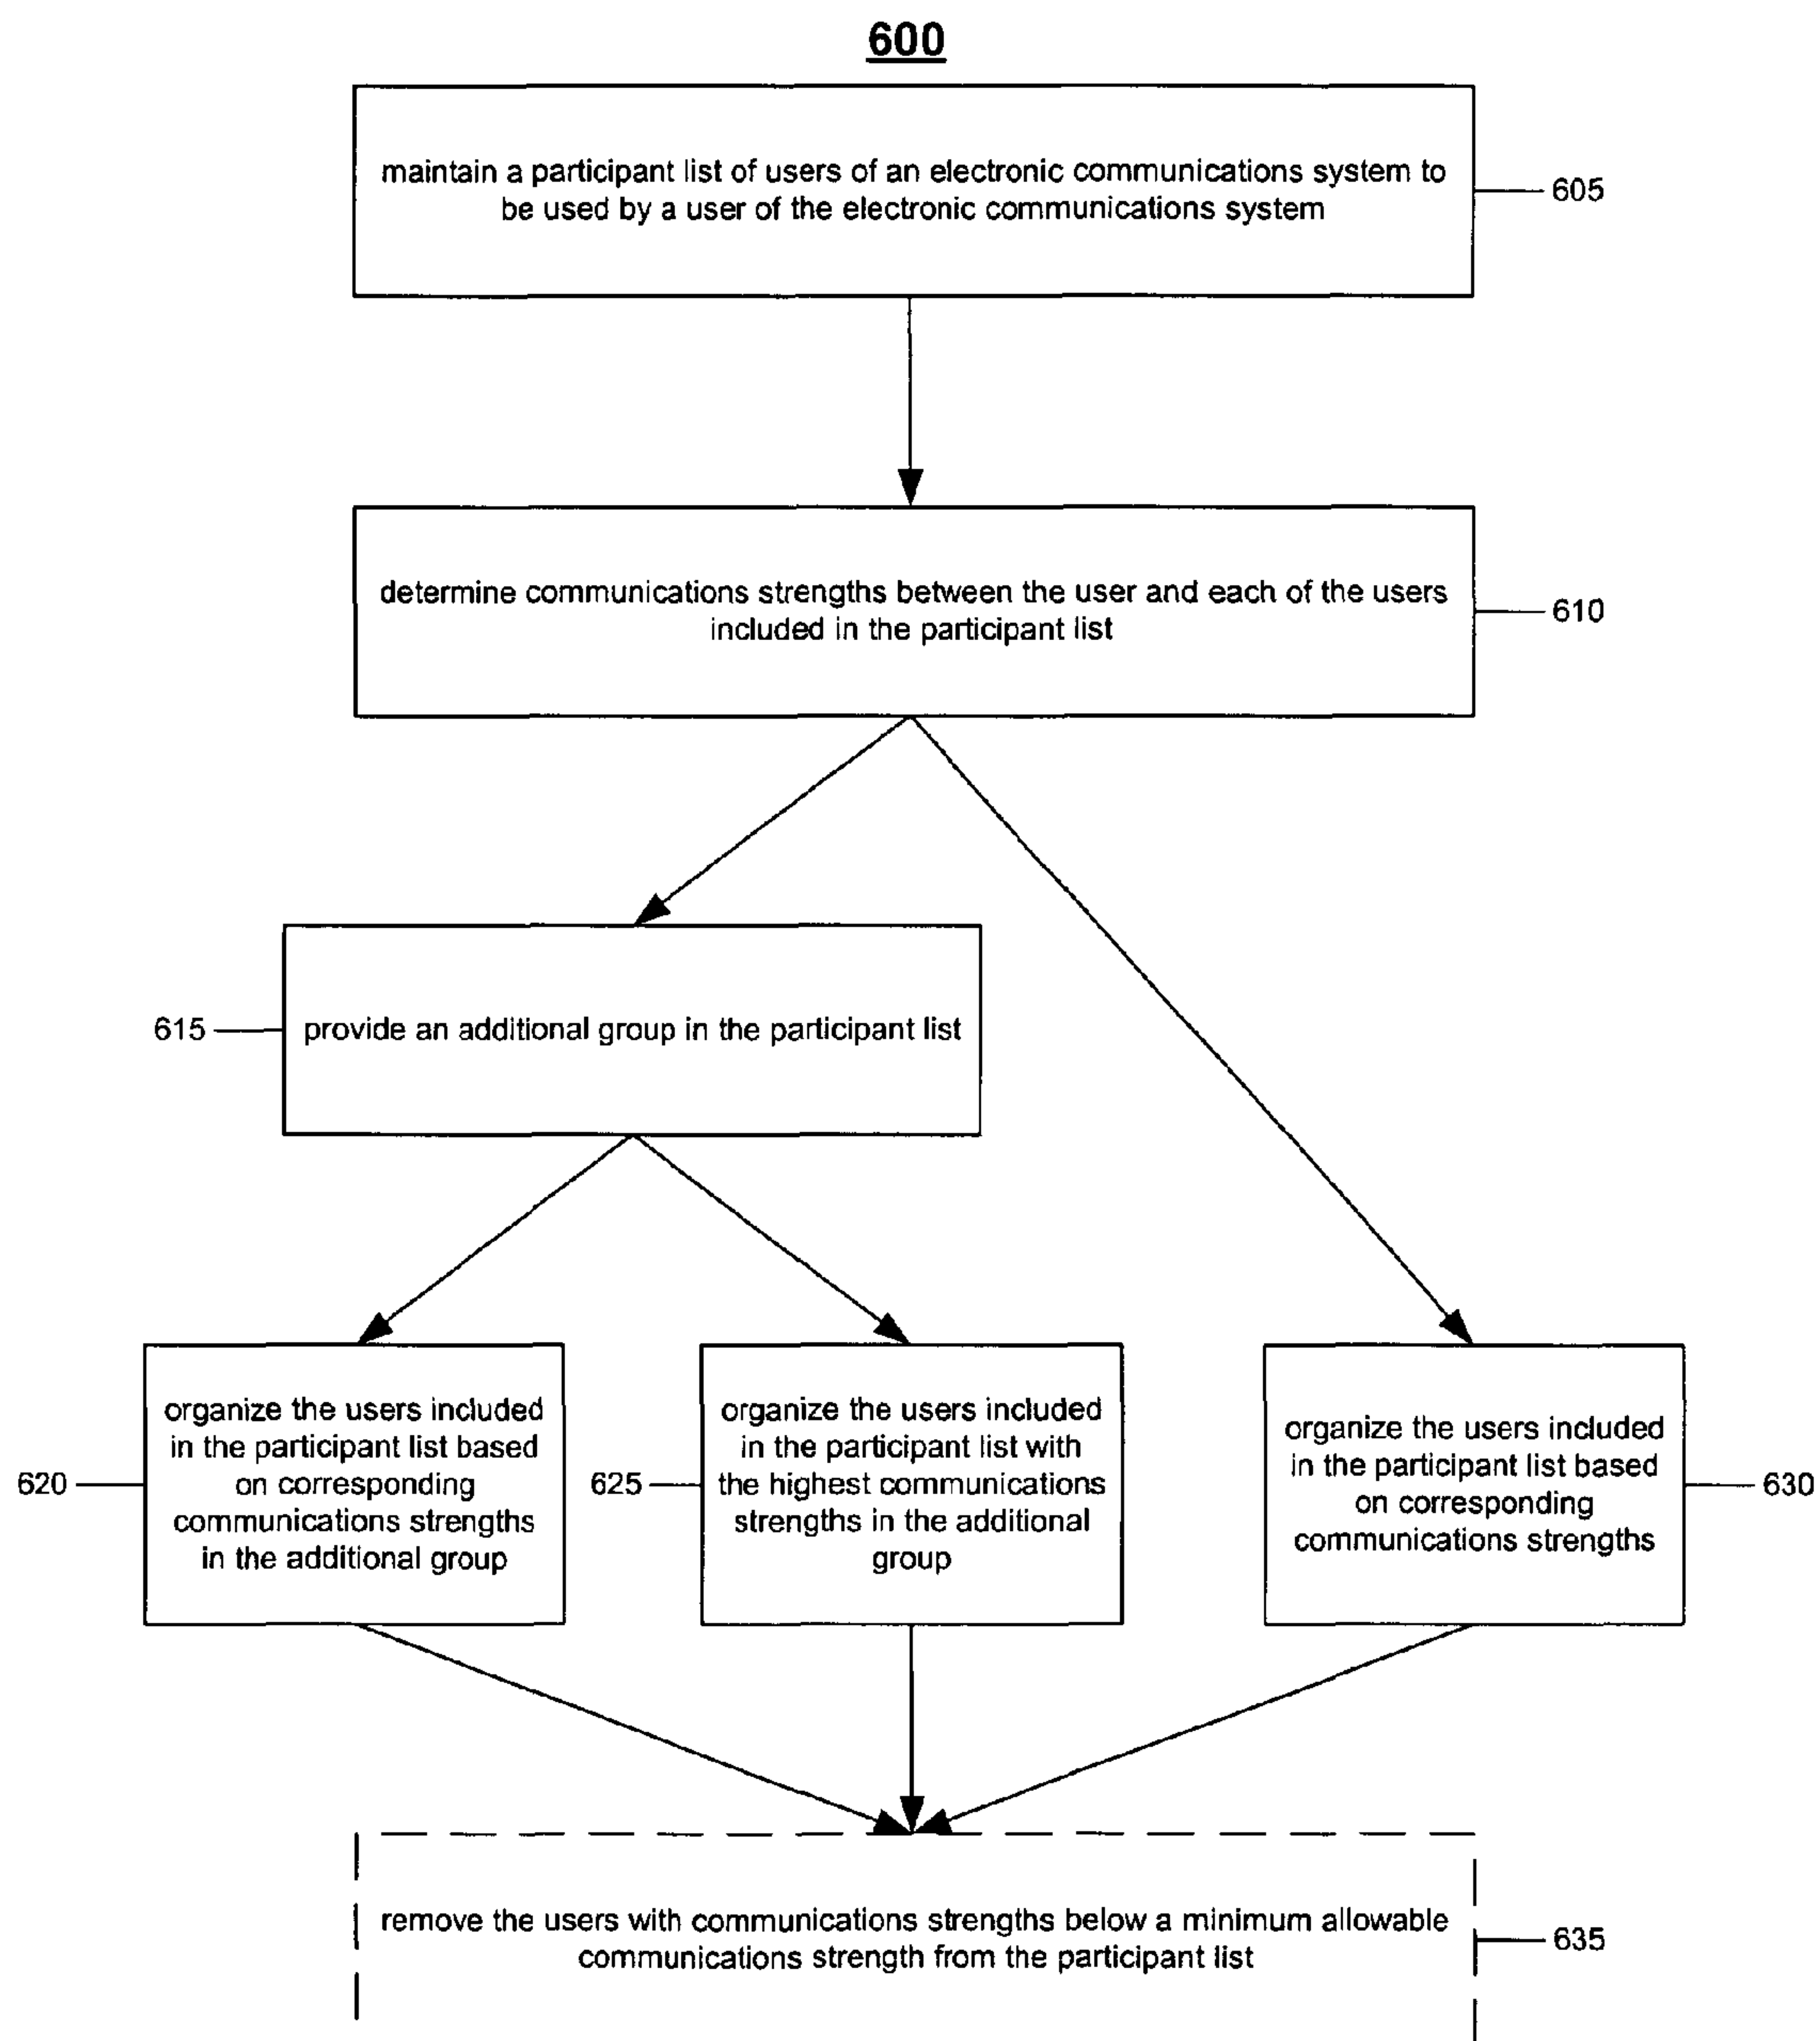 600
maintain a participant list of users of an electronic communications system to
be used by a user of the electronic communications system
605
determine communications strengths between the user and each of the users
included in the participant list
610
615
provide an additional group in the participant list
620
organize the users included
in the participant list based
on corresponding
communications strengths
in the additional group
625
organize the users included
in the participant list with
the highest communications
strengths in the additional
group
organize the users included
in the participant list based
on corresponding
communications strengths
630
remove the users with communications strengths below a minimum allowable
communications strength from the participant list
635